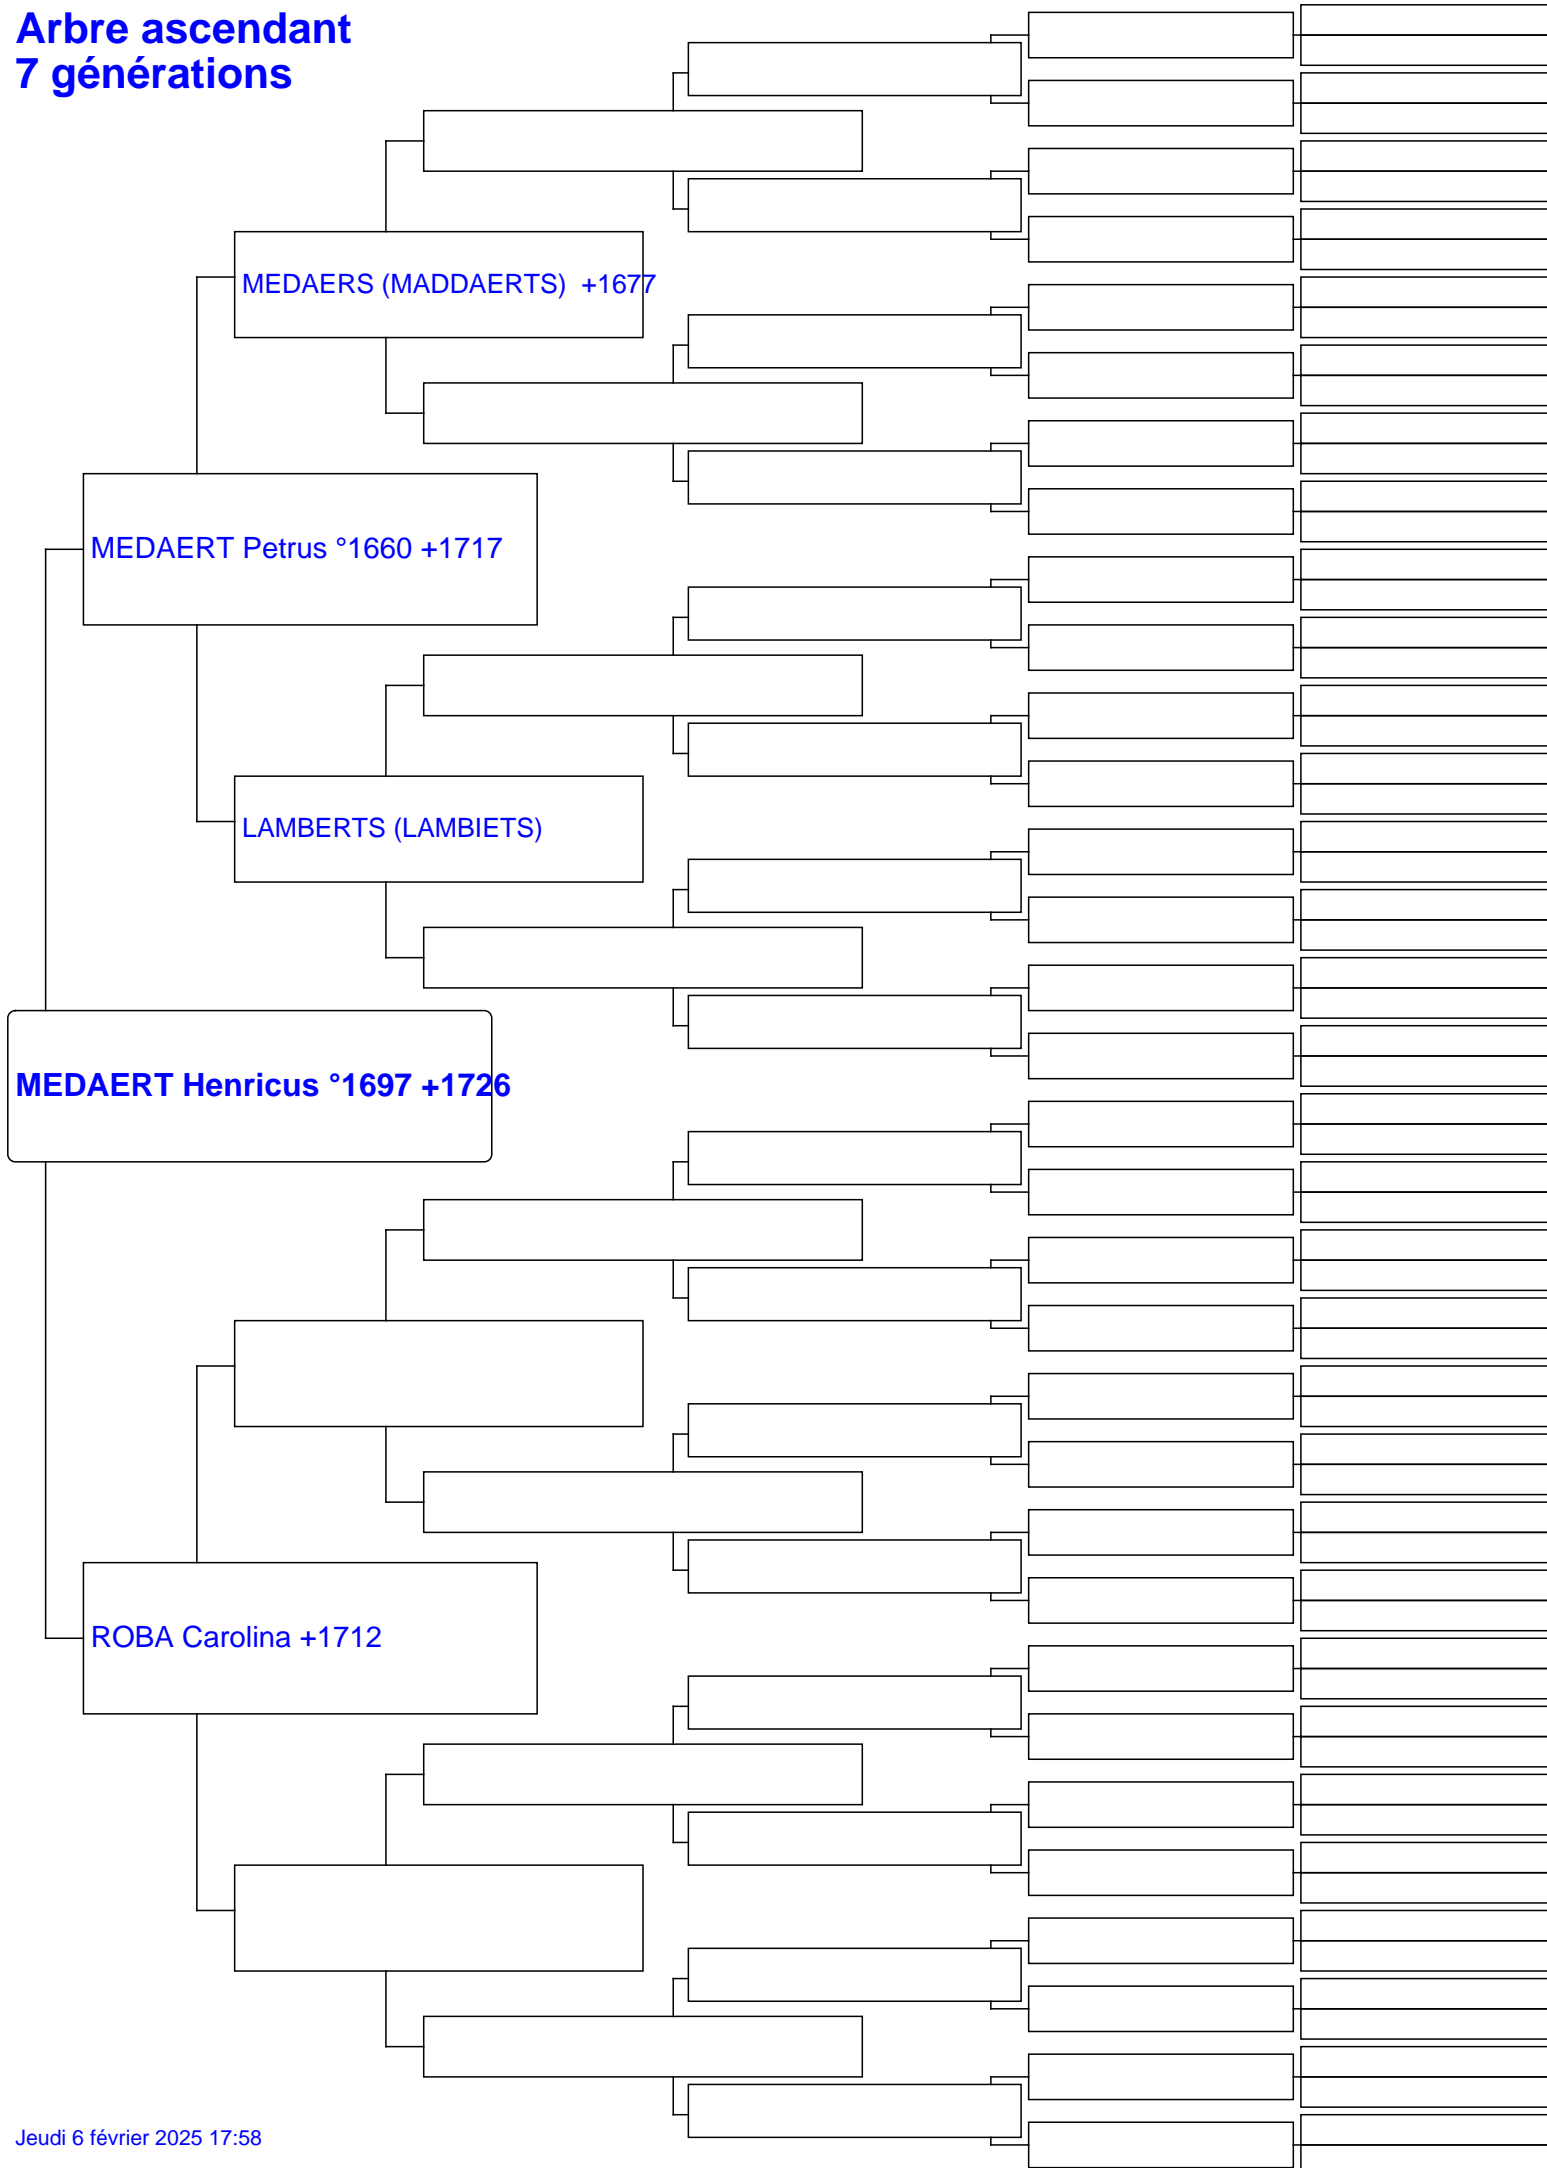 Arbre ascendant
7 générations
MEDAERS (MADDAERTS)  +1677
MEDAERT Petrus °1660 +1717
LAMBERTS (LAMBIETS)
MEDAERT Henricus °1697 +1726
ROBA Carolina +1712
Jeudi 6 février 2025 17:58